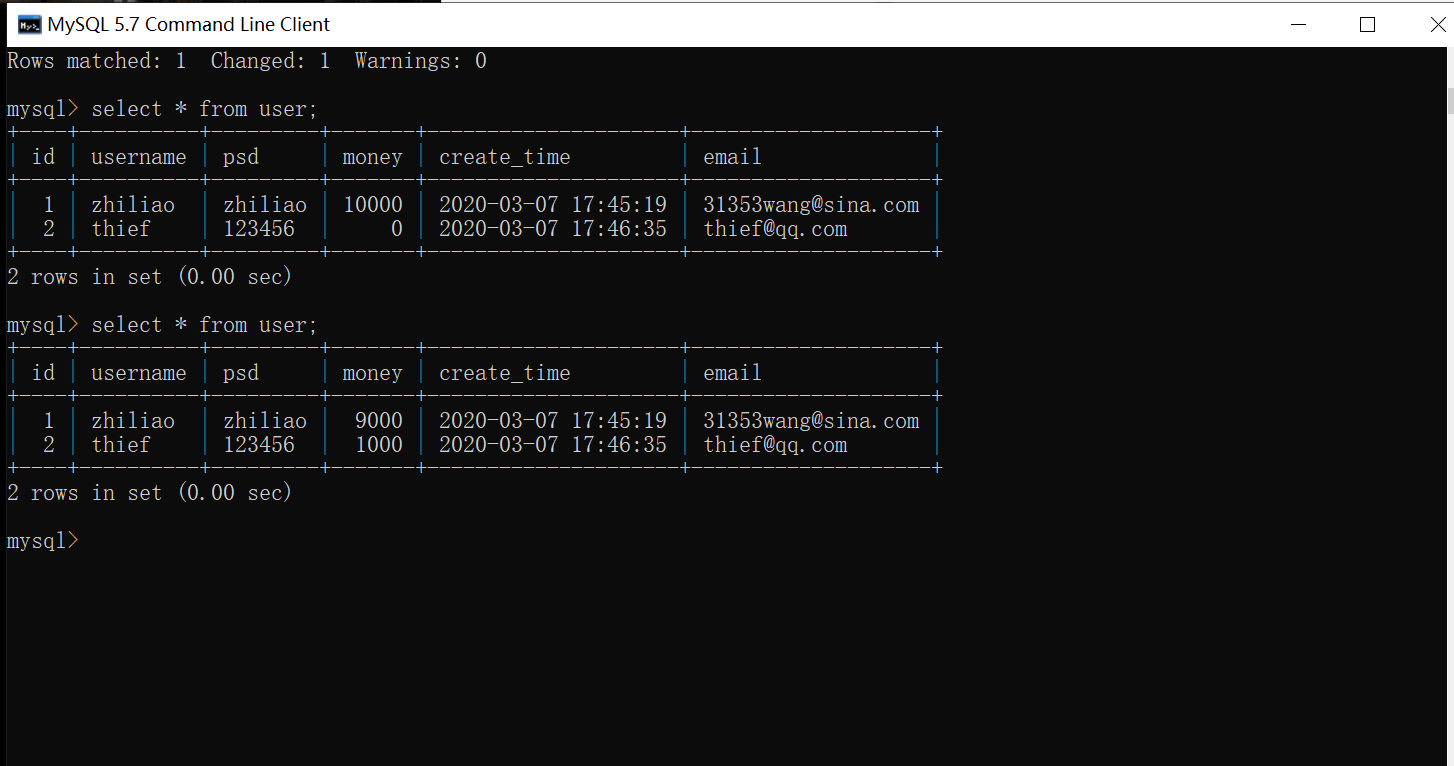 MySQL 5.7 Command Line Client
Rows matched: 1  Changed: 1  Warnings: 0
mysql> select * from user;
+----+----------+---------+-------+---------------------+-------------------+
| id | username | psd     | money | create_time         | email             |
+----+----------+---------+-------+---------------------+-------------------+
|  1 | zhiliao  | zhiliao | 10000 | 2020-03-07 17:45:19 | 31353wang@sina.com |
|  2 | thief    | 123456  |     0 | 2020-03-07 17:46:35 | thief@qq.com      |
+----+----------+---------+-------+---------------------+-------------------+
2 rows in set (0.00 sec)
mysql> select * from user;
+----+----------+---------+-------+---------------------+-------------------+
| id | username | psd     | money | create_time         | email             |
+----+----------+---------+-------+---------------------+-------------------+
|  1 | zhiliao  | zhiliao |  9000 | 2020-03-07 17:45:19 | 31353wang@sina.com |
|  2 | thief    | 123456  |  1000 | 2020-03-07 17:46:35 | thief@qq.com      |
+----+----------+---------+-------+---------------------+-------------------+
2 rows in set (0.00 sec)
mysql>